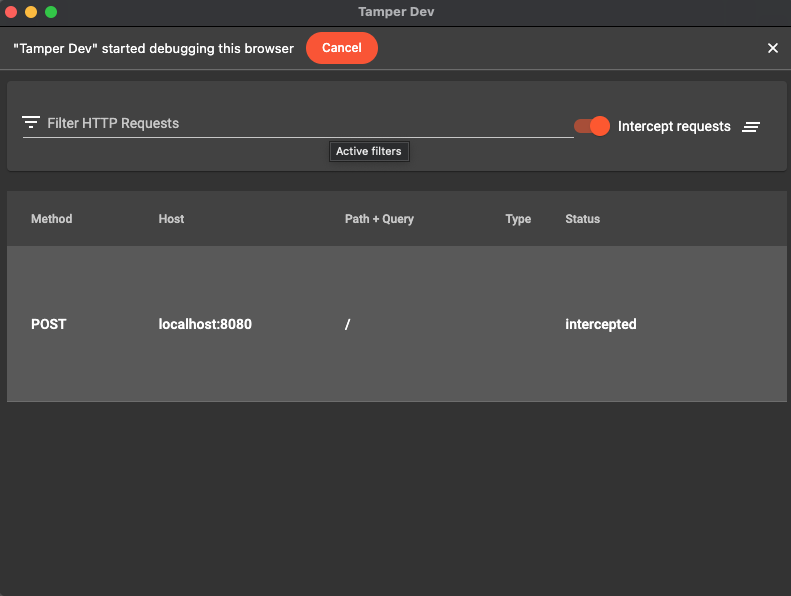 Tamper Dev
"Tamper Dev" started debugging this browser Cancel
Filter HTTP Requests Intercept requests
Active filters
Method Host Path + Query Type Status
POST localhost:8080 / intercepted